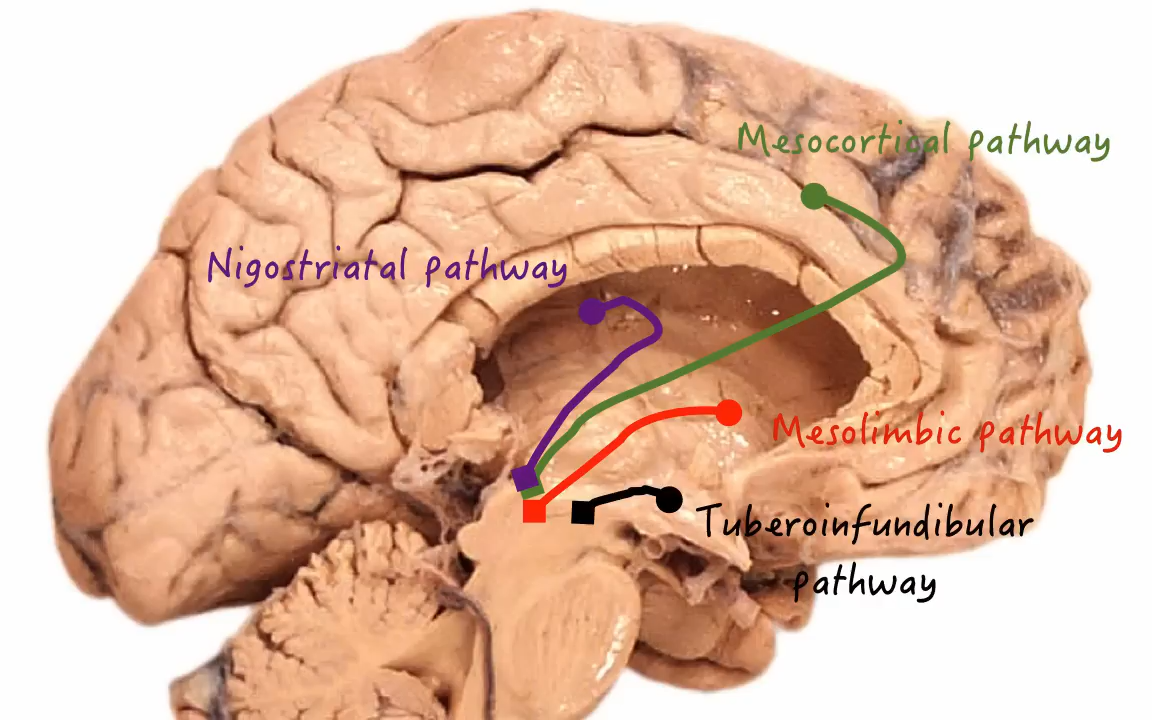 Mesocortical pathway
Nigostriatal pathway
Mesolimbic pathway
Tuberoinfundibular
pathway